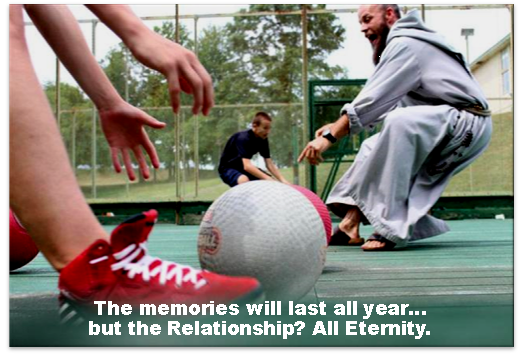 The memories will last all year...
but the Relationship? All Eternity.